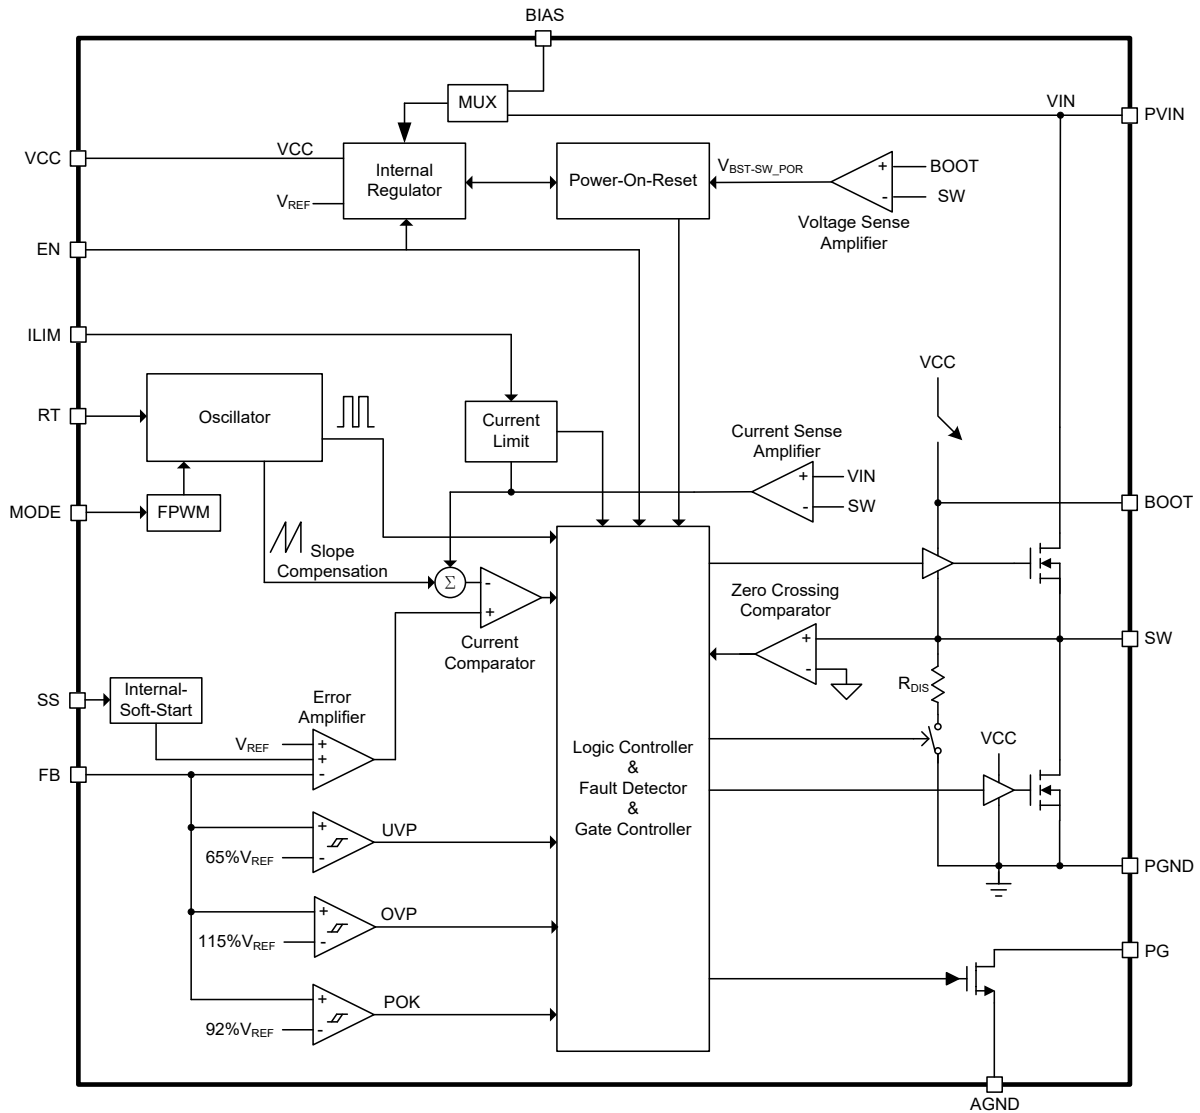 BIAS
MUX
VIN
PVIN
VCC
VCC
Internal
Regulator
Power-On-Reset
VBST-SW_POR
+
BOOT
-
SW
VREF
Voltage Sense
Amplifier
EN
ILIM
VCC
RT
Oscillator
Current
Limit
Current Sense
Amplifier
+
VIN
-
SW
MODE
FPWM
BOOT
Slope
Compensation
Σ
-
+
Current
Comparator
Zero Crossing
Comparator
+
-
SW
RDIS
SS
Internal-
Soft-Start
Error
Amplifier
VREF
+
+
-
FB
VCC
Logic Controller
&
Fault Detector
&
Gate Controller
+
-
UVP
65%VREF
PGND
+
-
OVP
115%VREF
PG
+
-
POK
92%VREF
AGND